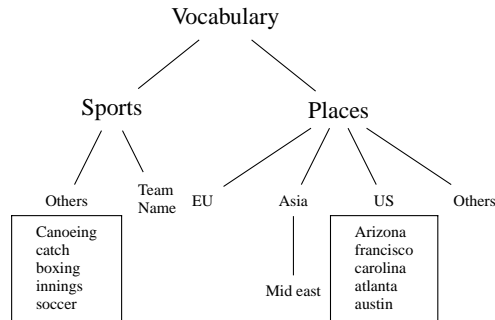 Vocabulary
Sports
Places
Others
Team
Name
EU
Asia
US
Others
Canoeing
catch
boxing
innings
soccer
Mid east
Arizona
francisco
carolina
atlanta
austin